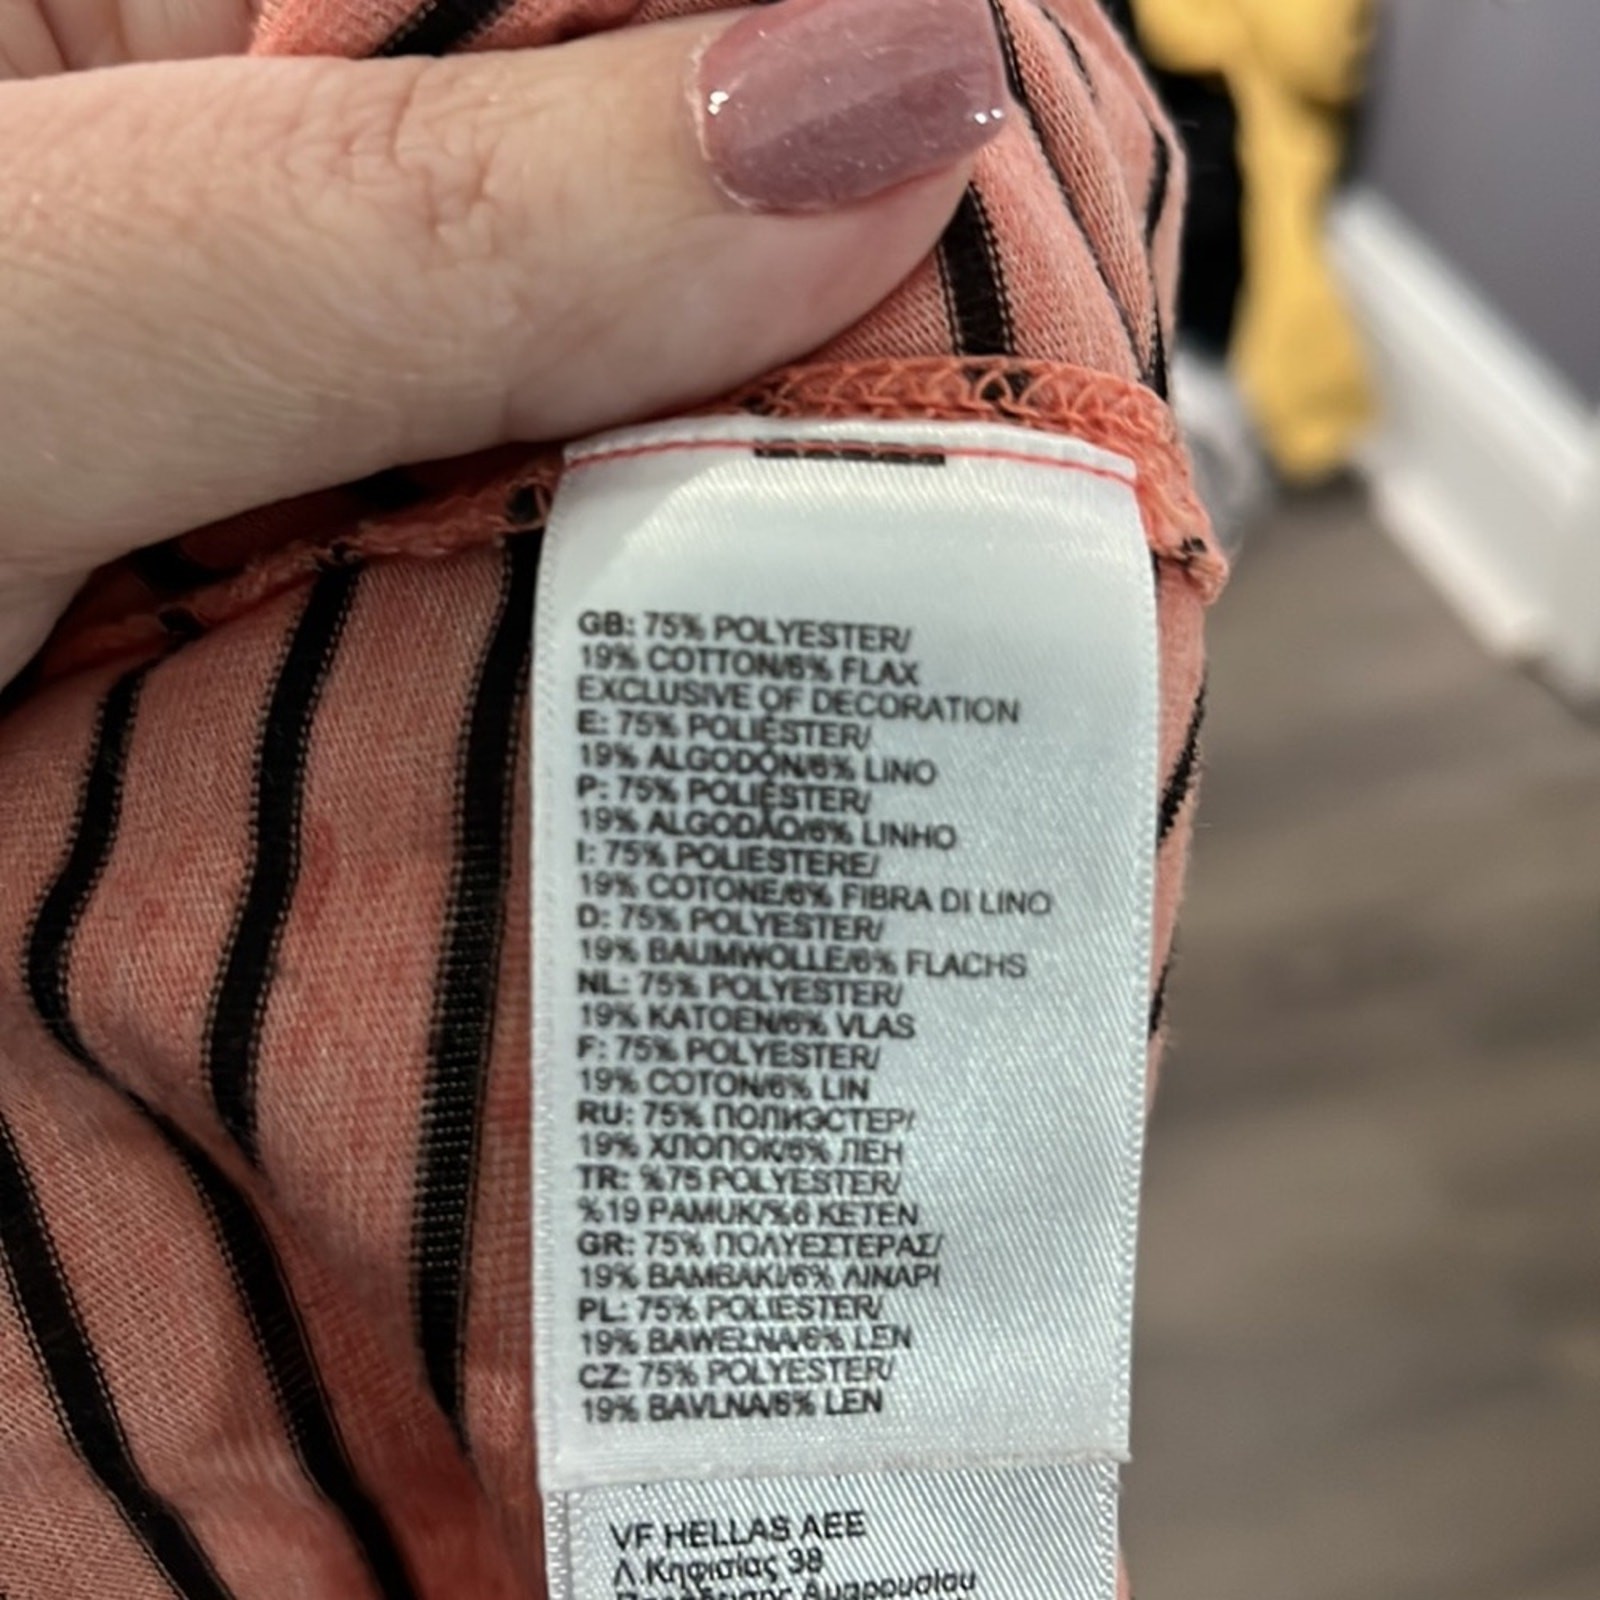 GB: 75% POLYESTER/
19% COTTON/6% FLAX
EXCLUSIVE OF DECORATION
E: 75% POLIÉSTER/
19% ALGODÓN/6% LINO
P: 75% POLIÉSTER/
19% ALGODÃO/6% LINHO
I: 75% POLIESTERE/
19% COTONE/6% FIBRA DI LINO
D: 75% POLYESTER/
19% BAUMWOLLE/6% FLACHS
NL: 75% POLYESTER/
19% KATOEN/6% VLAS
F: 75% POLYESTER/
19% COTON/6% LIN
RU: 75% ПОЛИЭСТЕР/
19% ХЛОПОК/6% ЛЕН
TR: %75 POLYESTER/
%19 PAMUK/%6 KETEN
GR: 75% ΠΟΛΥΕΣΤΕΡΑΣ/
19% ΒΑΜΒΑΚΙ/6% ΛΙΝΑΡΙ
PL: 75% POLIESTER/
19% BAWEŁNA/6% LEN
CZ: 75% POLYESTER/
19% BAVLNA/6% LEN
VF HELLAS AEE
Λ.Κηφισίας 38
Αμαρουσίου